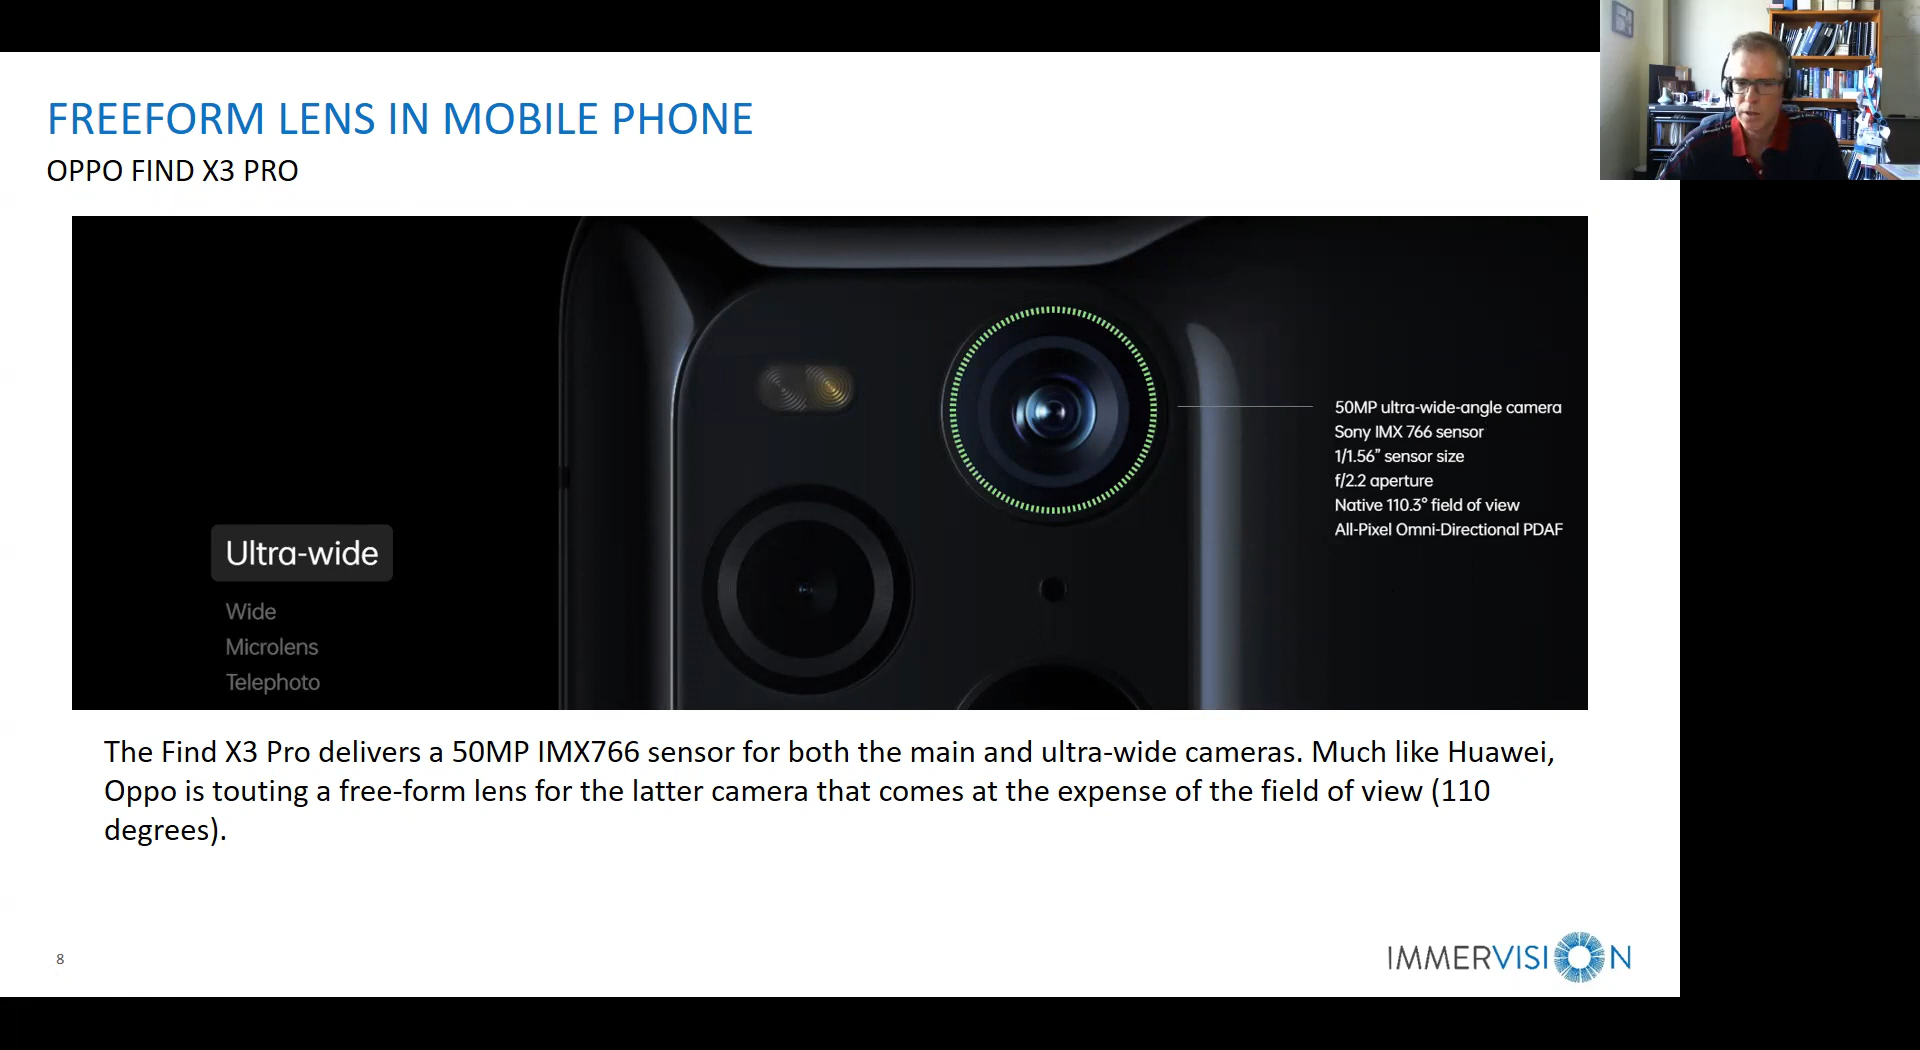 FREEFORM LENS IN MOBILE PHONE
OPPO FIND X3 PRO
50MP ultra-wide-angle camera
Sony IMX 766 sensor
1/1.56” sensor size
f/2.2 aperture
Native 110.3° field of view
All-Pixel Omni-Directional PDAF
Ultra-wide
Wide
Microlens
Telephoto
The Find X3 Pro delivers a 50MP IMX766 sensor for both the main and ultra-wide cameras. Much like Huawei,
Oppo is touting a free-form lens for the latter camera that comes at the expense of the field of view (110
degrees).
8
IMMERVISION